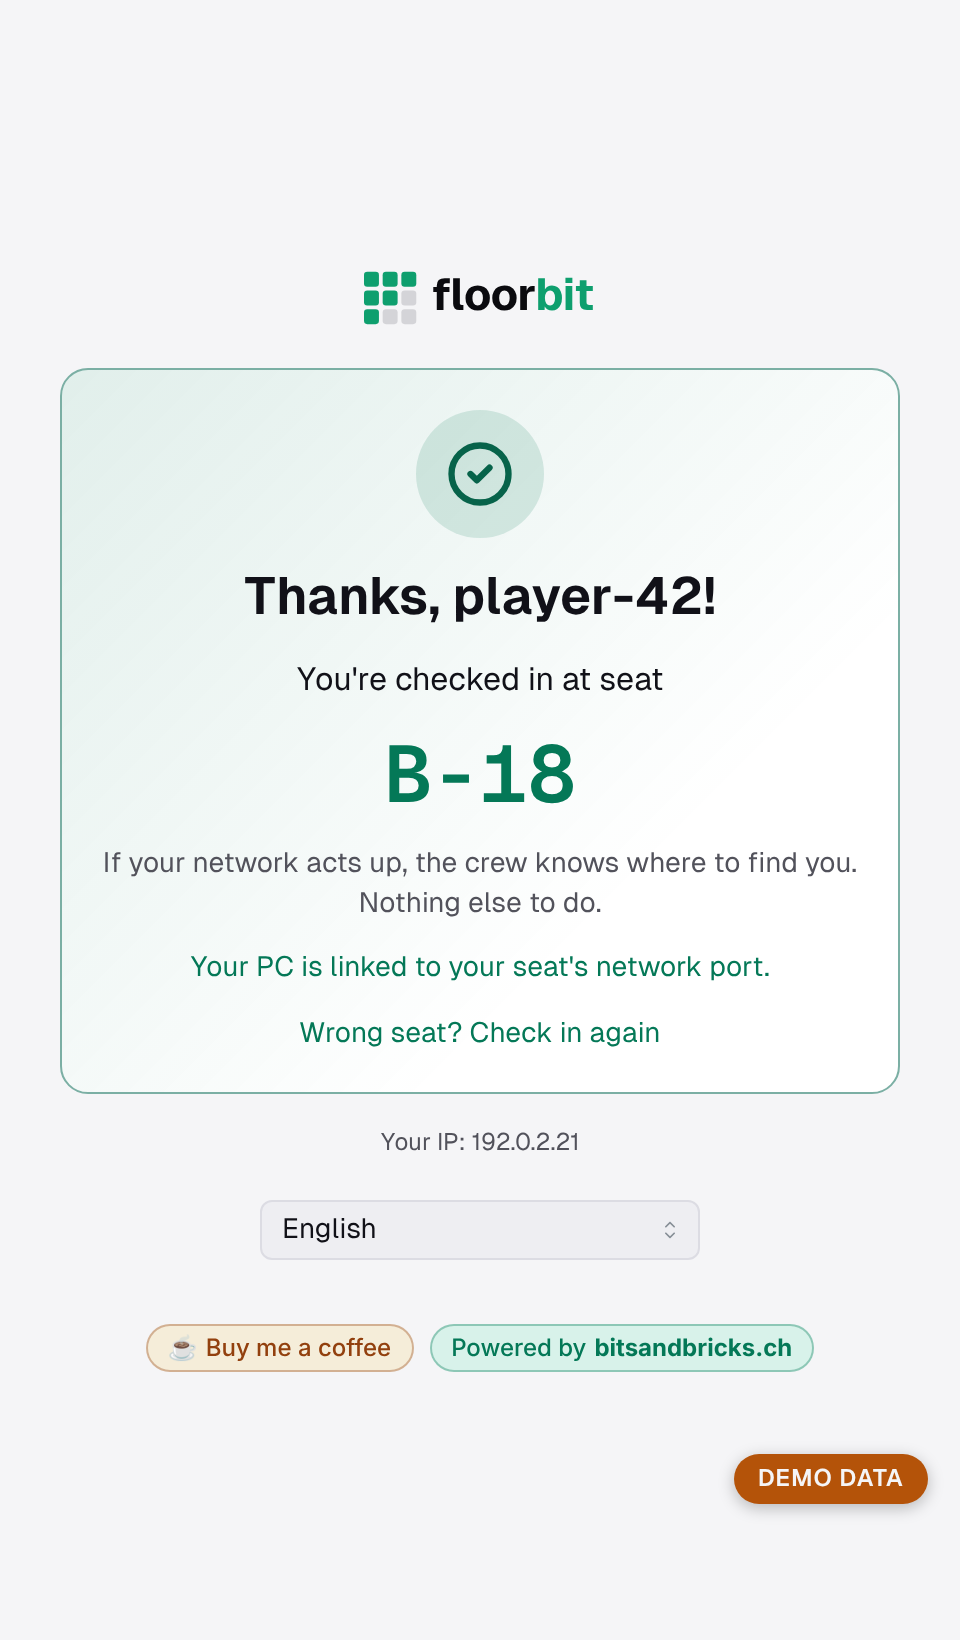 floorbit
Thanks, player-42!
You're checked in at seat
B-18
If your network acts up, the crew knows where to find you.
Nothing else to do.
Your PC is linked to your seat's network port.
Wrong seat? Check in again
Your IP: 192.0.2.21
English
Buy me a coffee
Powered by bitsandbricks.ch
DEMO DATA